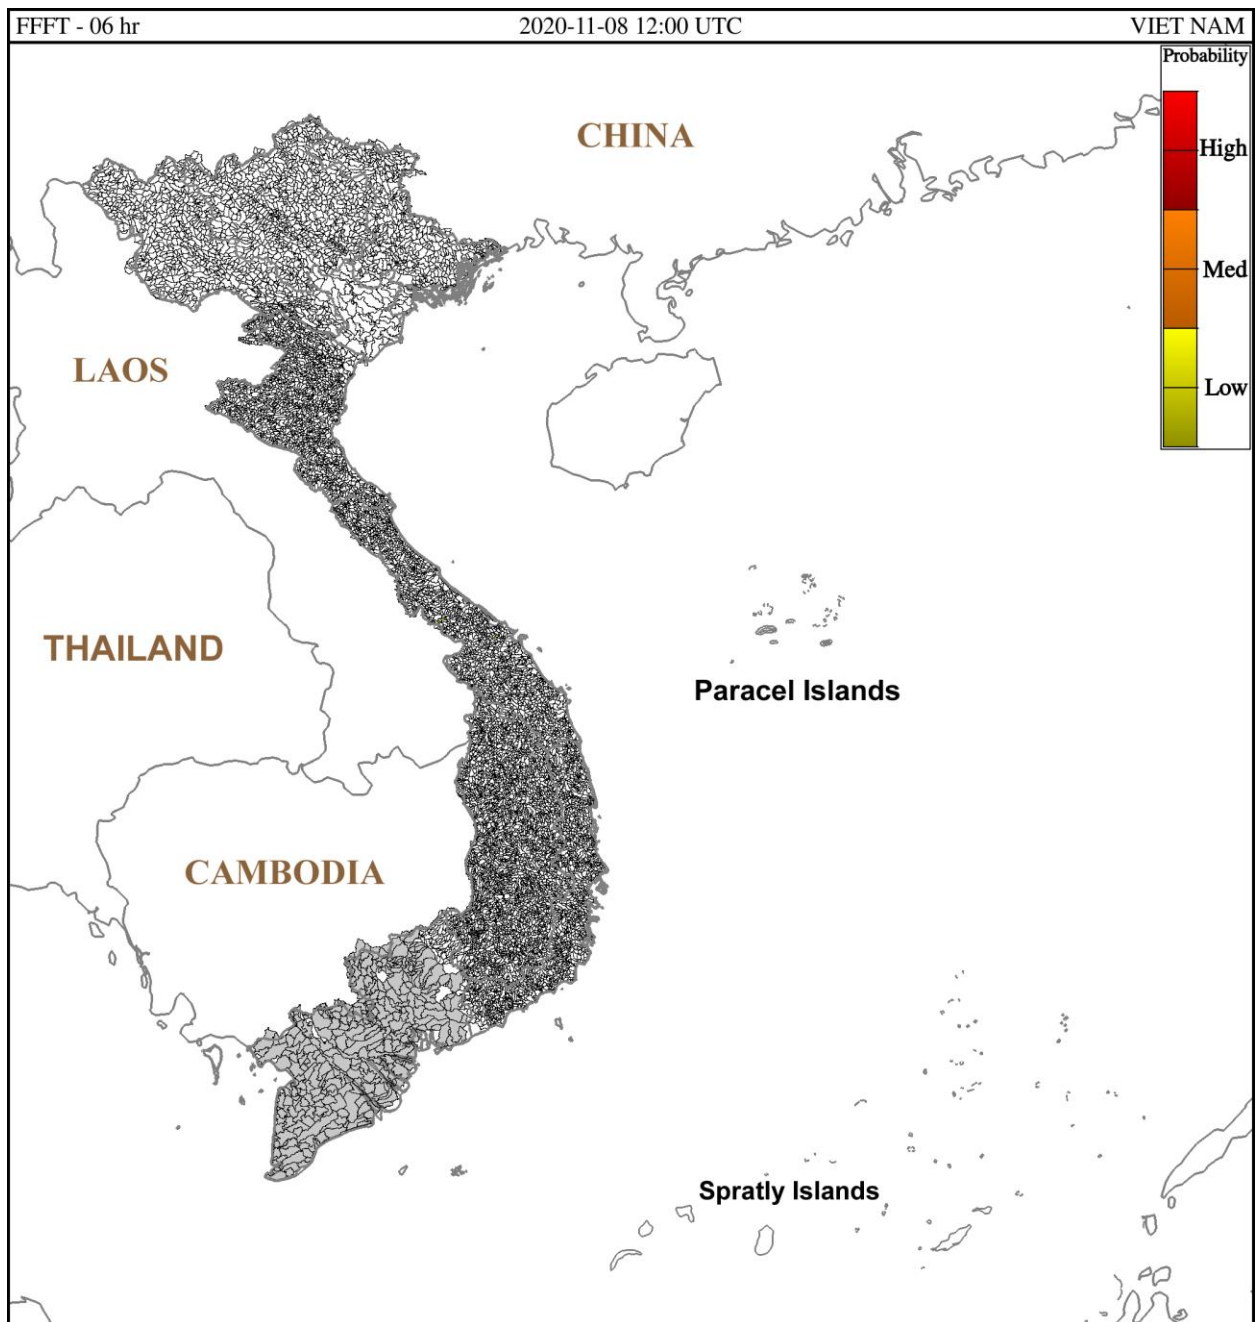 FFFT - 06 hr
2020-11-08 12:00 UTC
VIET NAM
Probability
CHINA
High
Med
LAOS
Low
THAILAND
Paracel Islands
CAMBODIA
Spratly Islands